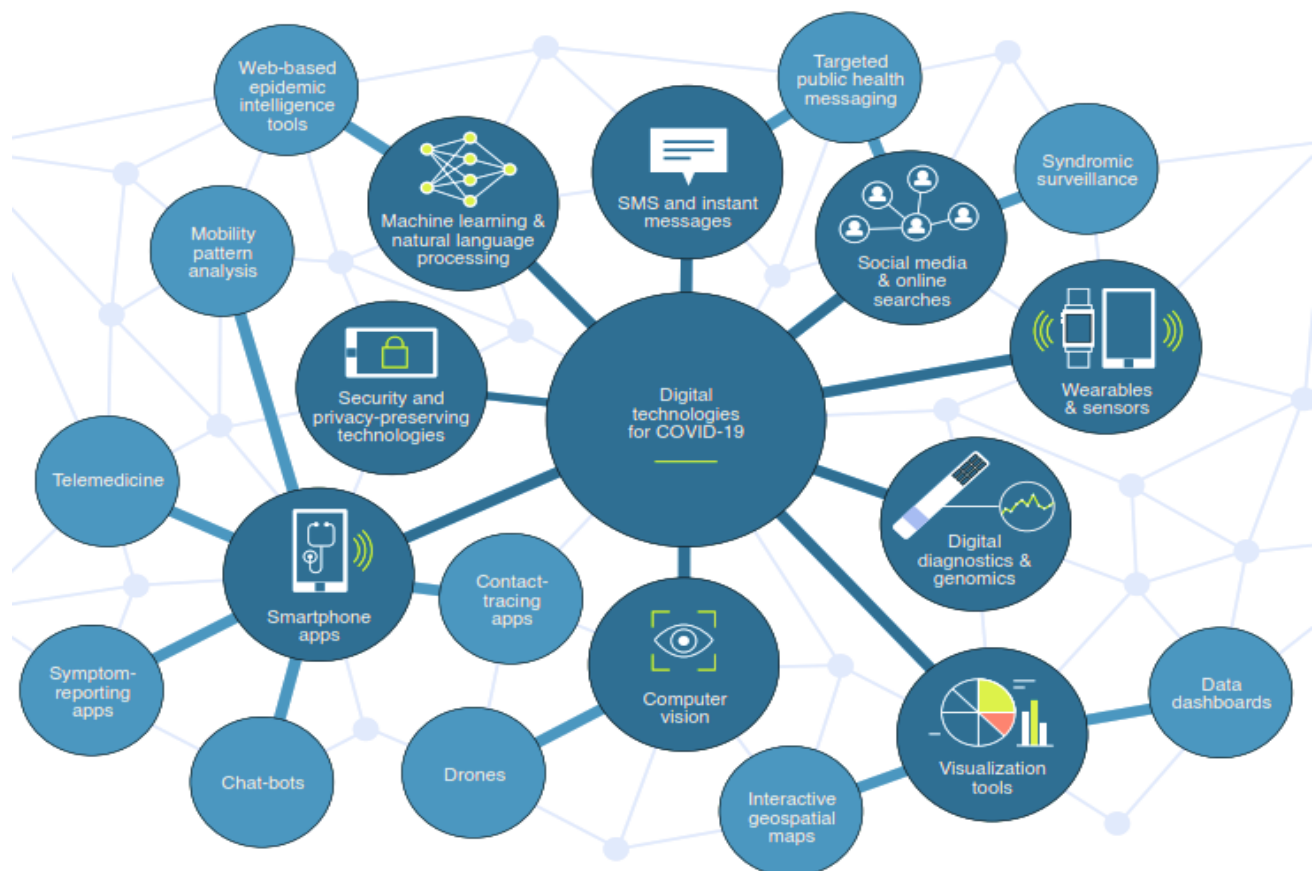 Web-based
epidemic
intelligence
tools
Targeted
public health
messaging
Machine learning &
natural language
processing
SMS and instant
messages
Syndromic
surveillance
Mobility
pattern
analysis
Social media
& online
searches
Security and
privacy-preserving
technologies
Digital
technologies
for COVID-19
Wearables
& sensors
Telemedicine
Digital
diagnostics &
genomics
Smartphone
apps
Contact-
tracing
apps
Symptom-
reporting
apps
Computer
vision
Data
dashboards
Chat-bots
Drones
Interactive
geospatial
maps
Visualization
tools